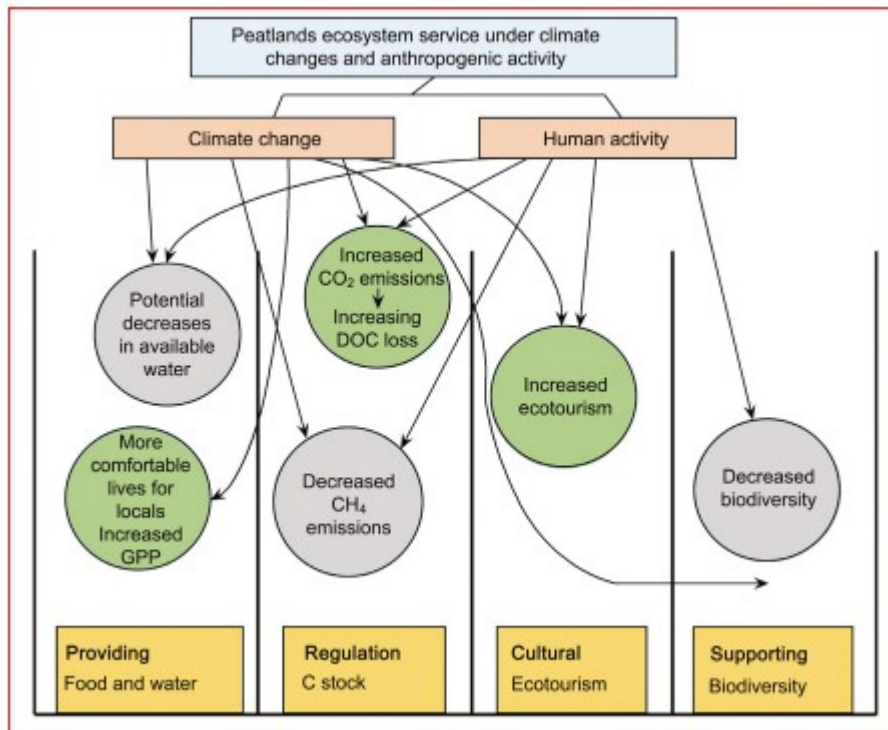 Peatlands ecosystem service under climate
changes and anthropogenic activity
Climate change
Human activity
Potential
decreases
in available
water
Increased
CO₂ emissions
Increasing
DOC loss
Increased
ecotourism
More
comfortable
lives for
locals
Increased
GPP
Decreased
CH₄
emissions
Decreased
biodiversity
Providing
Food and water
Regulation
C stock
Cultural
Ecotourism
Supporting
Biodiversity